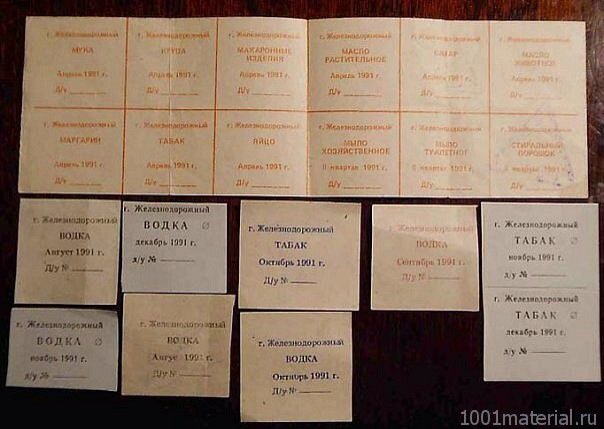 г. Железнодорожный
МУКА
Апрель 1991 г.
Д/у
г. Железнодорожный
КРУПА
Апрель 1991 г.
Д/у
г. Железнодорожный
МАКАРОННЫЕ
ИЗДЕЛИЯ
Апрель 1991 г.
Д/у
г. Железнодорожный
МАСЛО
РАСТИТЕЛЬНОЕ
Апрель 1991 г.
Д/у
г. Железнодорожный
САХАР
Апрель 1991 г.
Д/у
г. Железнодорожный
МАСЛО
ЖИВОТНОЕ
Апрель 1991 г.
Д/у
г. Железнодорожный
МАРГАРИН
Апрель 1991 г.
Д/у
г. Железнодорожный
ТАБАК
Апрель 1991 г.
Д/у
г. Железнодорожный
ЯЙЦО
Апрель 1991 г.
Д/у
г. Железнодорожный
МЫЛО
ХОЗЯЙСТВЕННОЕ
II квартал 1991 г.
Д/у
г. Железнодорожный
МЫЛО
ТУАЛЕТНОЕ
II квартал 1991 г.
Д/у
г. Железнодорожный
СТИРАЛЬНЫЙ
ПОРОШОК
квартал 1991 г.
Д/у
г. Железнодорожный
ВОДКА
Август 1991 г.
Д/у №
г. Железнодорожный
ВОДКА
декабрь 1991 г.
д/у №
г. Железнодорожный
ТАБАК
Октябрь 1991 г.
Д/у №
г. Железнодорожный
ВОДКА
Сентябрь 1991 г.
Д/у №
г. Железнодорожный
ТАБАК
ноябрь 1991 г.
д/у №
г. Железнодорожный
ВОДКА
ноябрь 1991 г.
д/у №
г. Железнодорожный
ВОДКА
Август 1991 г.
Д/у №
г. Железнодорожный
ВОДКА
Октябрь 1991 г.
Д/у №
г. Железнодорожный
ТАБАК
декабрь 1991 г.
д/у №
1001material.ru